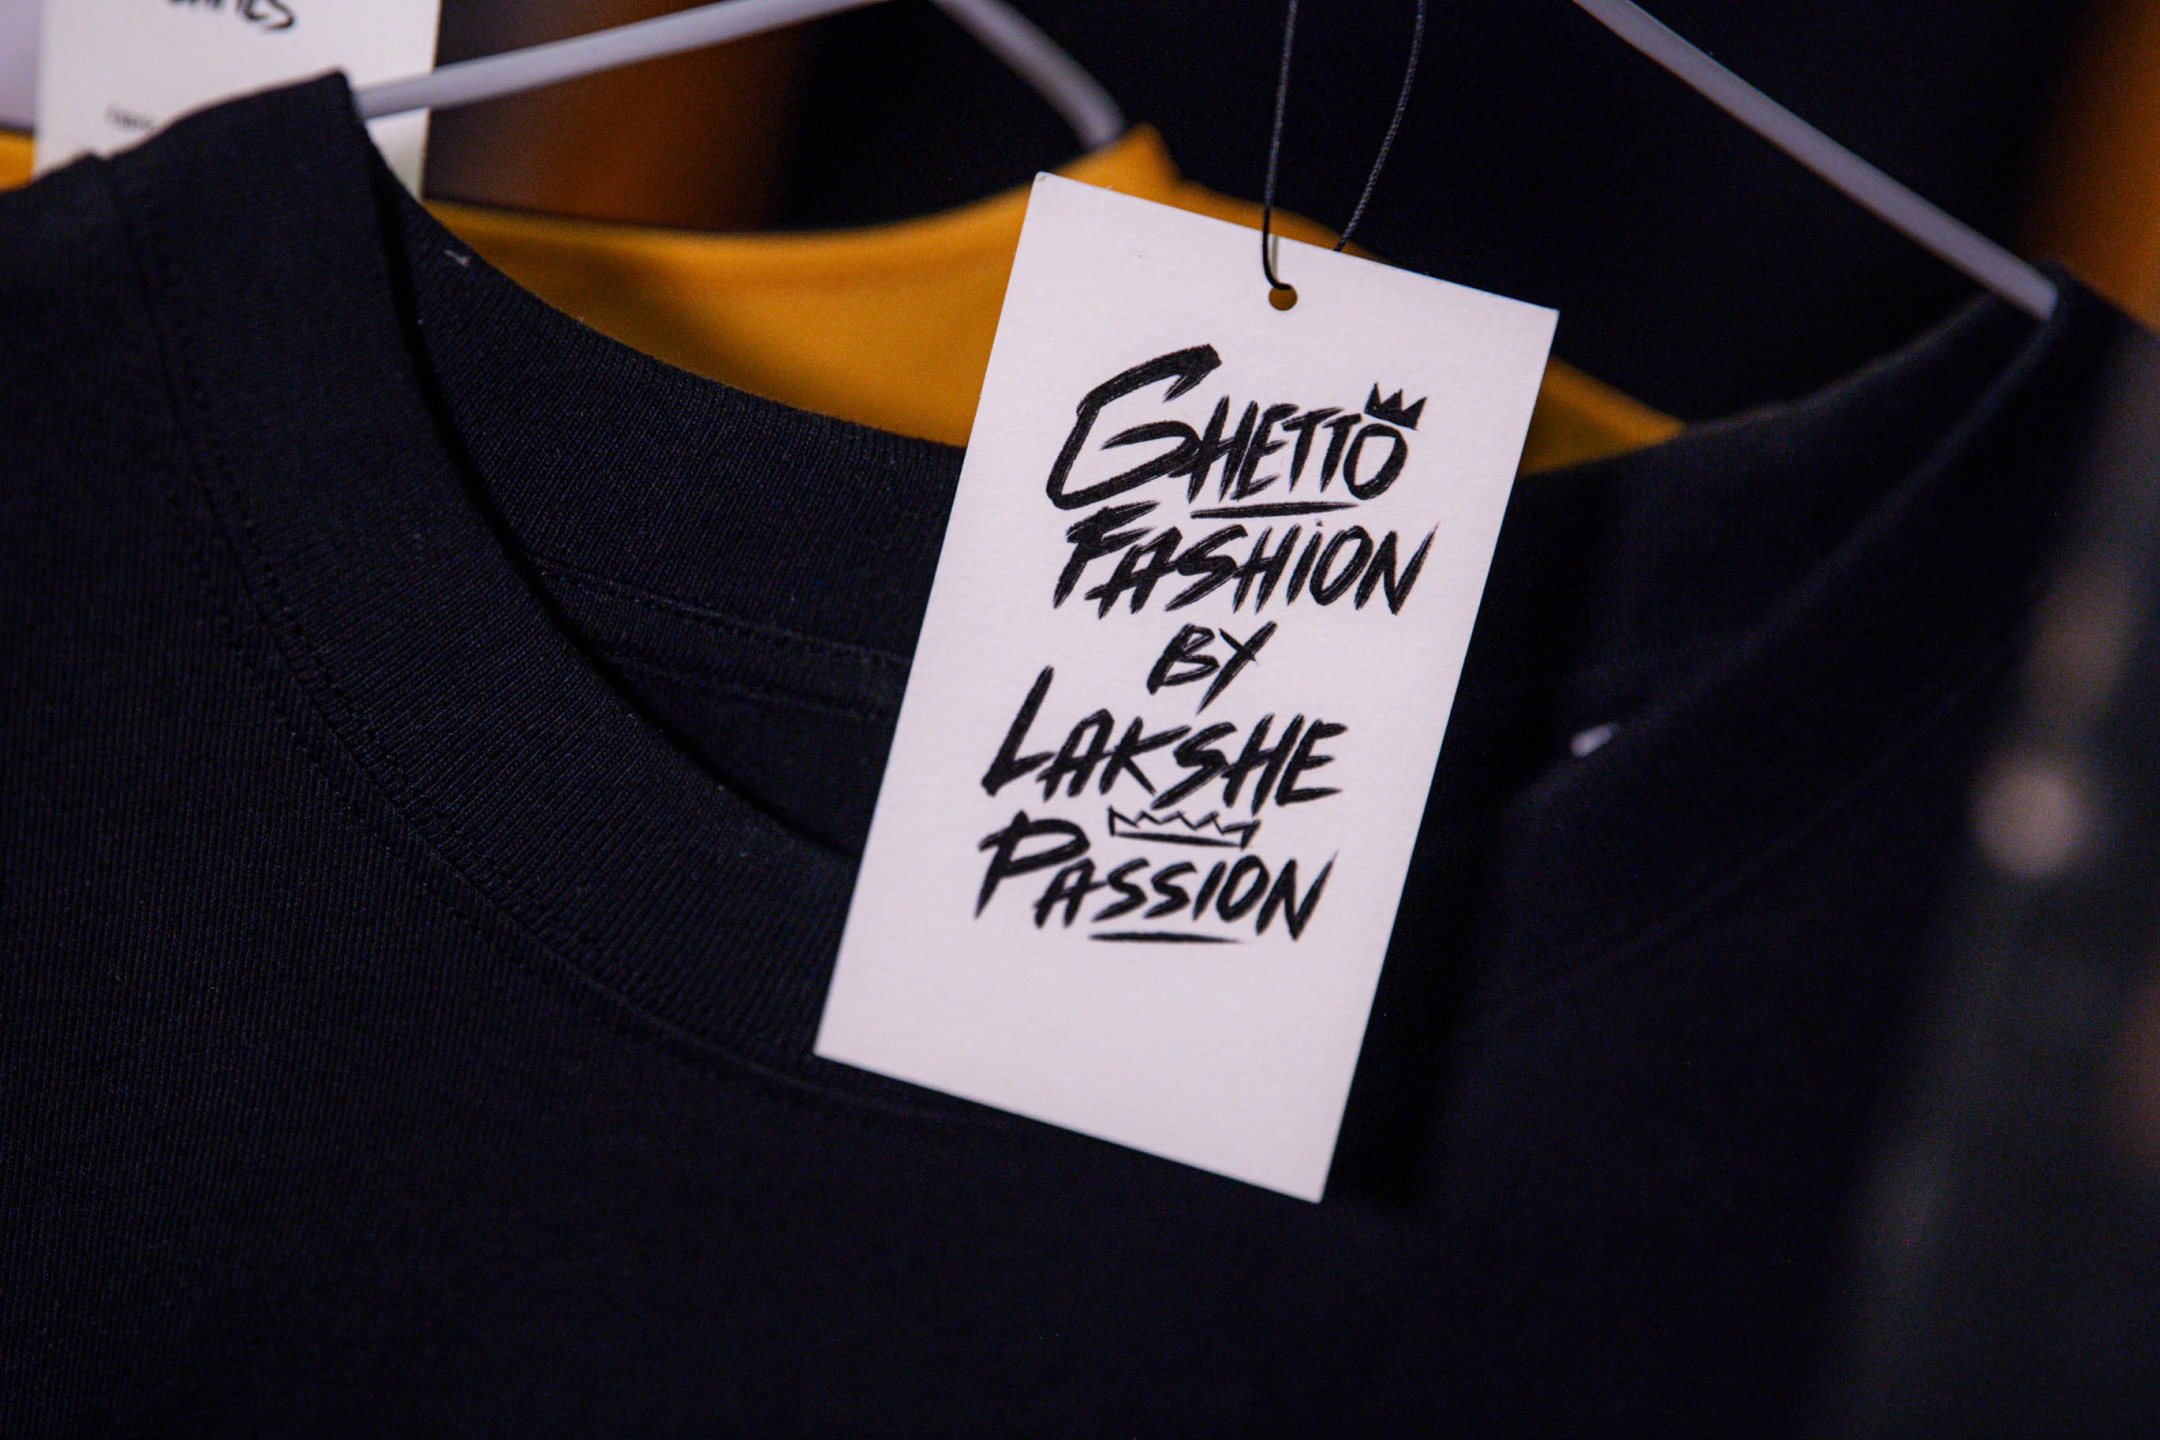 GHETTO
FASHiON
BY
LAKSHE
PASSION